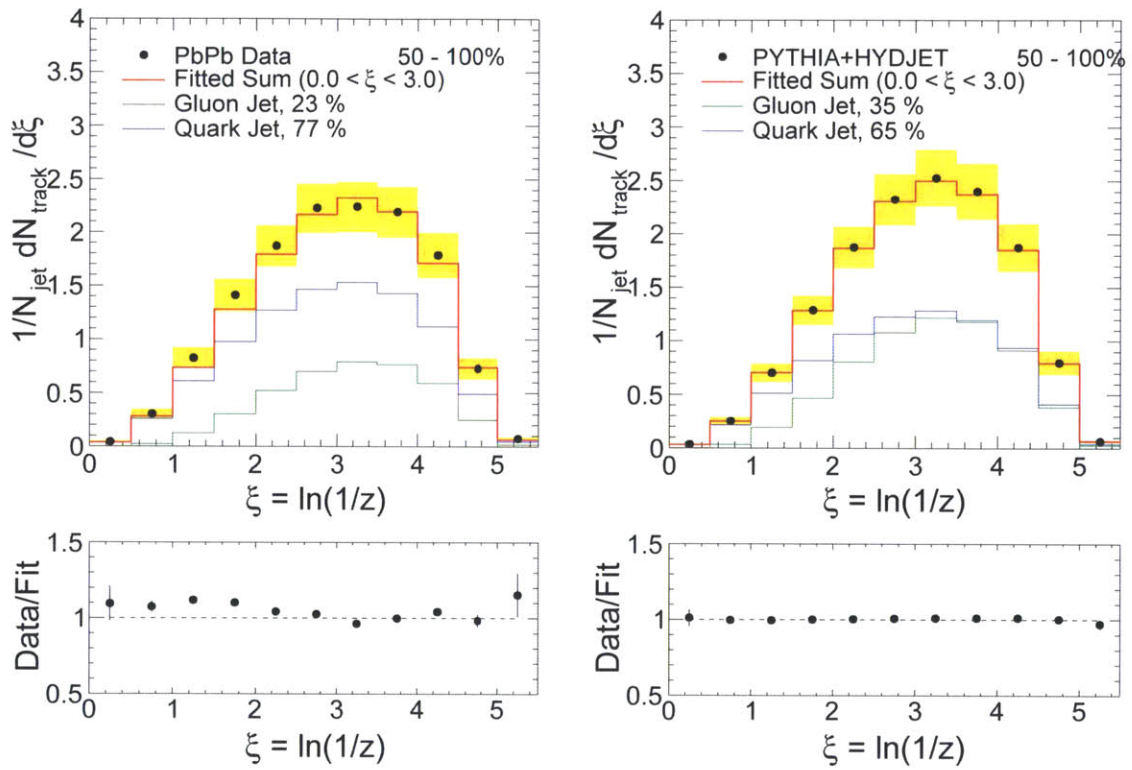 4
3.5
3
2.5
2
1.5
1
0.5
0
1/N_jet dN_track/dξ
PbPb Data 50 - 100%
Fitted Sum (0.0 < ξ < 3.0)
Gluon Jet, 23 %
Quark Jet, 77 %
0 1 2 3 4 5
ξ = ln(1/z)
4
3.5
3
2.5
2
1.5
1
0.5
0
1/N_jet dN_track/dξ
PYTHIA+HYDJET 50 - 100%
Fitted Sum (0.0 < ξ < 3.0)
Gluon Jet, 35 %
Quark Jet, 65 %
0 1 2 3 4 5
ξ = ln(1/z)
1.5
1
0.5
Data/Fit
0 1 2 3 4 5
ξ = ln(1/z)
1.5
1
0.5
Data/Fit
0 1 2 3 4 5
ξ = ln(1/z)